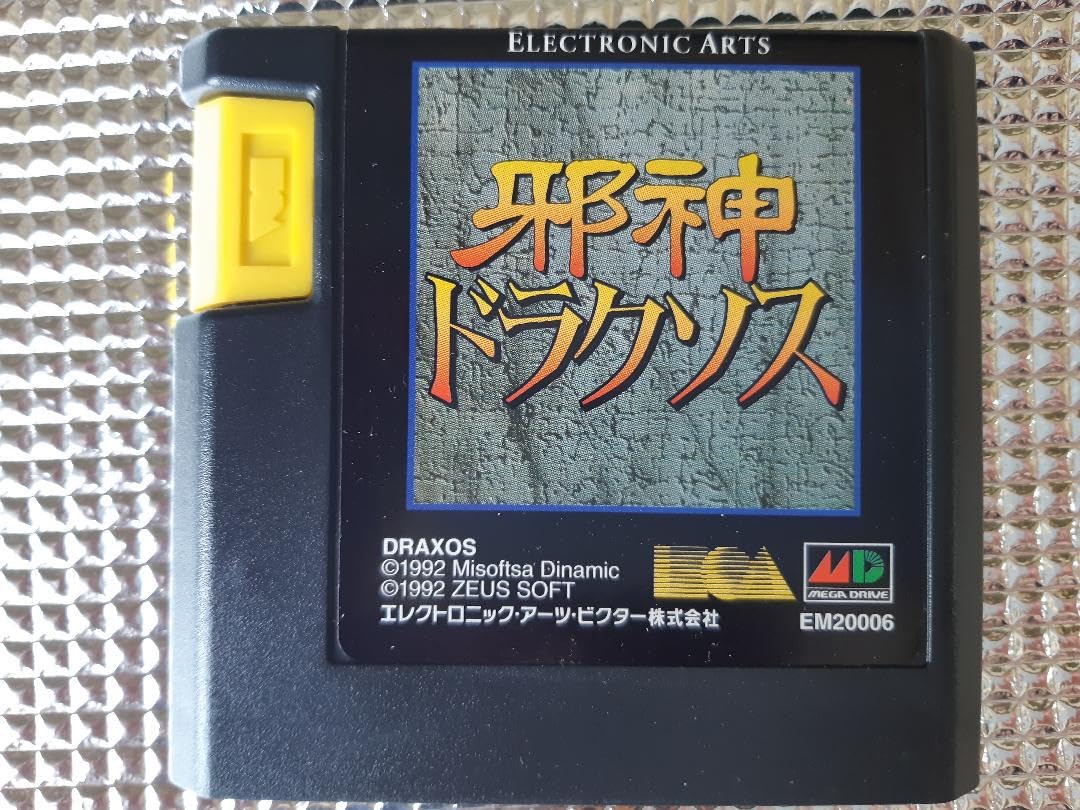 ELECTRONIC ARTS
邪神
ドラクソス
DRAXOS
©1992 Misoftsa Dinamic
©1992 ZEUS SOFT
エレクトロニック・アーツ・ビクター株式会社
ECA
MD
MEGA DRIVE
EM20006